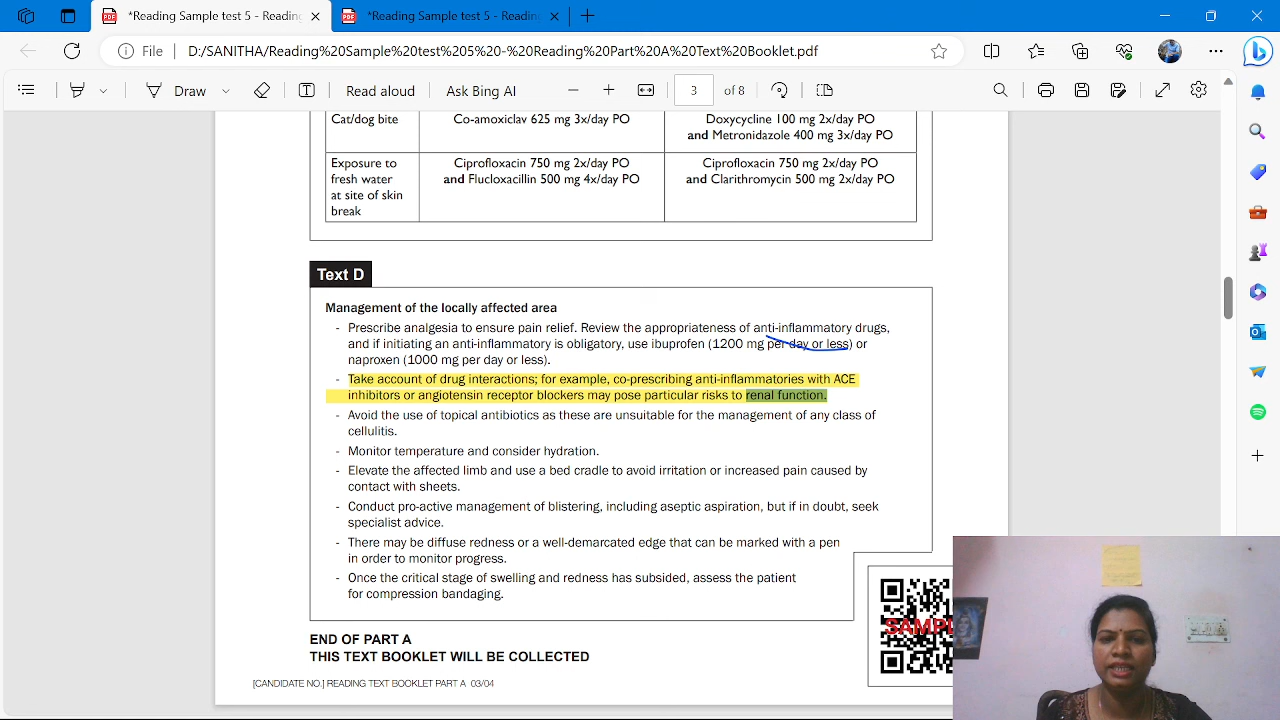 *Reading Sample test 5 - Reading
*Reading Sample test 5 - Reading
File
D:/SANITHA/Reading%20Sample%20test%205%20-%20Reading%20Part%20A%20Text%20Booklet.pdf
Draw
Read aloud
Ask Bing AI
3
of 8
Cat/dog bite
Co-amoxiclav 625 mg 3x/day PO
Doxycycline 100 mg 2x/day PO
and Metronidazole 400 mg 3x/day PO
Exposure to
fresh water
at site of skin
break
Ciprofloxacin 750 mg 2x/day PO
and Flucloxacillin 500 mg 4x/day PO
Ciprofloxacin 750 mg 2x/day PO
and Clarithromycin 500 mg 2x/day PO
Text D
Management of the locally affected area
- Prescribe analgesia to ensure pain relief. Review the appropriateness of anti-inflammatory drugs,
and if initiating an anti-inflammatory is obligatory, use ibuprofen (1200 mg per day or less) or
naproxen (1000 mg per day or less).
- Take account of drug interactions; for example, co-prescribing anti-inflammatories with ACE
inhibitors or angiotensin receptor blockers may pose particular risks to renal function.
- Avoid the use of topical antibiotics as these are unsuitable for the management of any class of
cellulitis.
- Monitor temperature and consider hydration.
- Elevate the affected limb and use a bed cradle to avoid irritation or increased pain caused by
contact with sheets.
- Conduct pro-active management of blistering, including aseptic aspiration, but if in doubt, seek
specialist advice.
- There may be diffuse redness or a well-demarcated edge that can be marked with a pen
in order to monitor progress.
- Once the critical stage of swelling and redness has subsided, assess the patient
for compression bandaging.
SAMPL
END OF PART A
THIS TEXT BOOKLET WILL BE COLLECTED
[CANDIDATE NO.] READING TEXT BOOKLET PART A 03/04